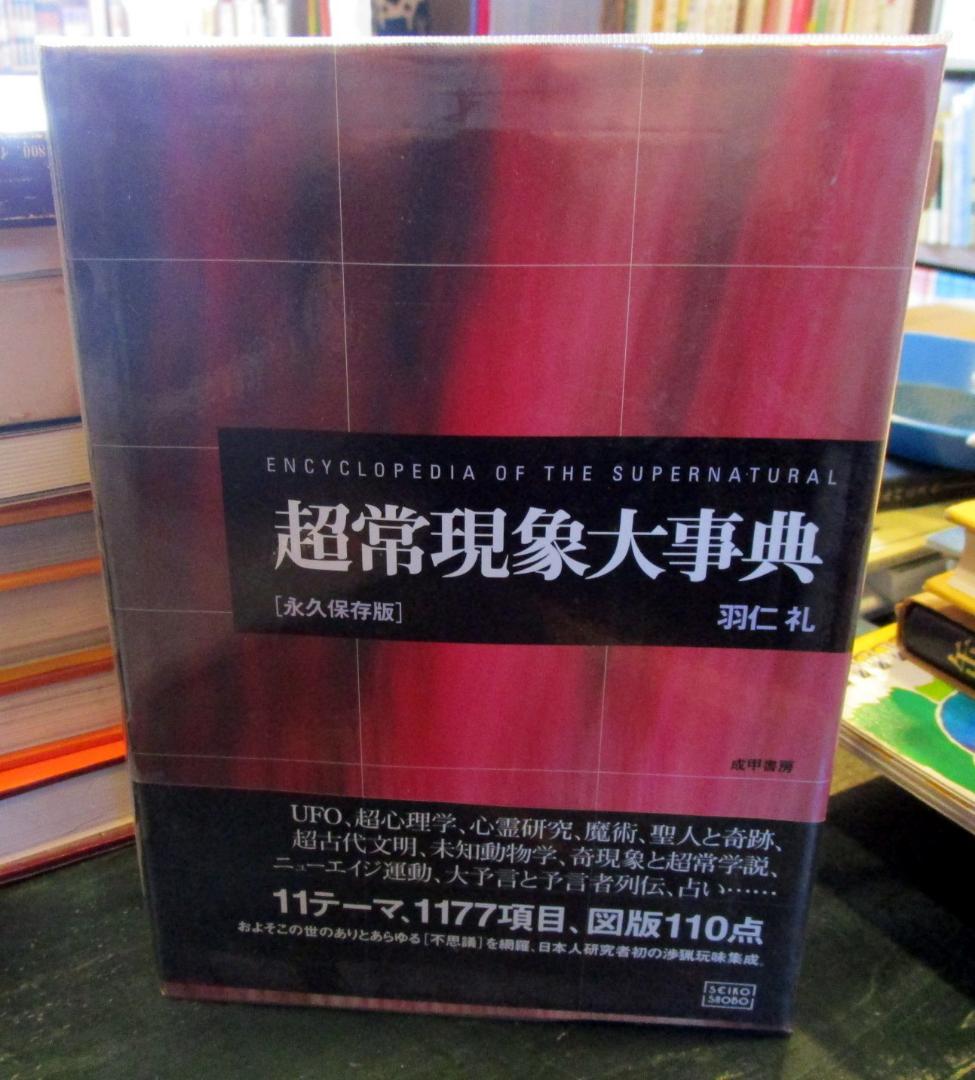 ENCYCLOPEDIA OF THE SUPERNATURAL
超常現象大事典
[永久保存版]
羽仁 礼
成甲書房
UFO、超心理学、心霊研究、魔術、聖人と奇跡、
超古代文明、未知動物学、奇現象と超常学説、
ニューエイジ運動、大予言と予言者列伝、占い……
11テーマ、1177項目、図版110点
およそこの世のありとあらゆる[不思議]を網羅、日本人研究者初の渉猟玩味集成。
SEIKO
SHOBO